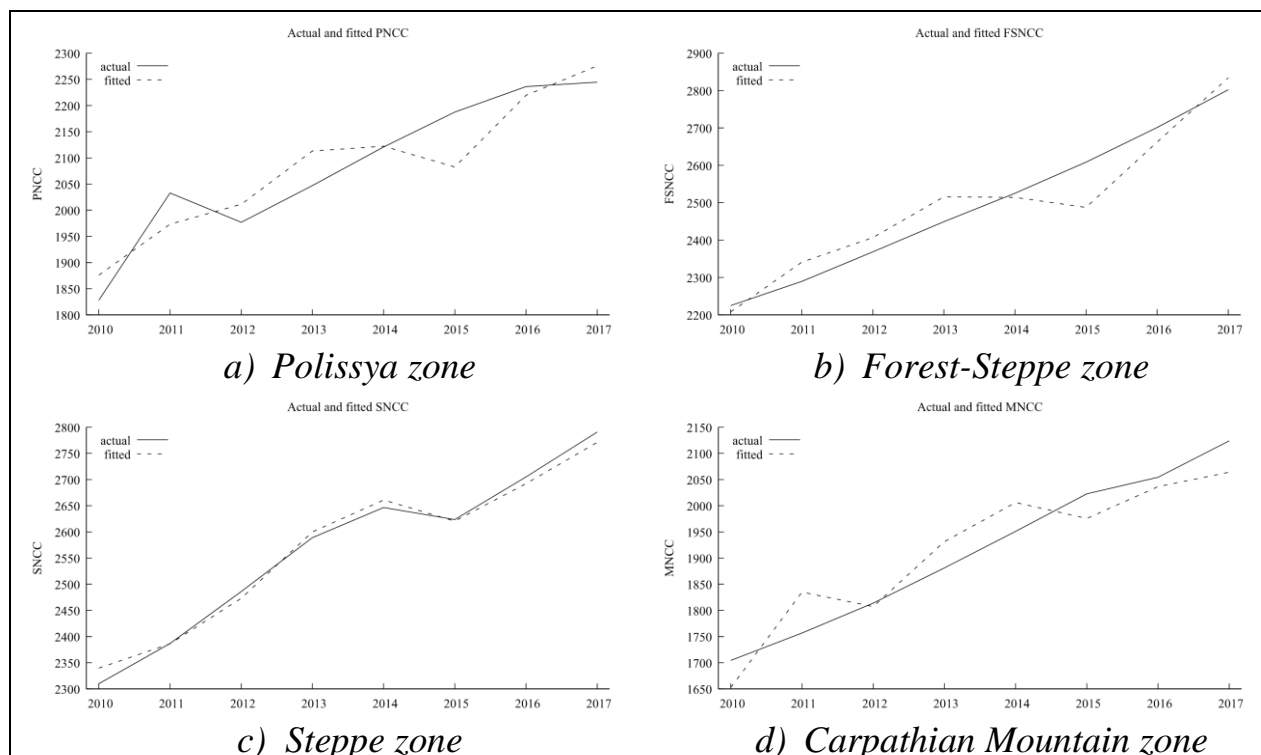 Actual and fitted PNCC
2300
2250
2200
2150
2100
2050
2000
1950
1900
1850
1800
PNCC
actual
fitted
2010 2011 2012 2013 2014 2015 2016 2017
a) Polissya zone
Actual and fitted FSNCC
2900
2800
2700
2600
2500
2400
2300
2200
FSNCC
actual
fitted
2010 2011 2012 2013 2014 2015 2016 2017
b) Forest-Steppe zone
Actual and fitted SNCC
2800
2750
2700
2650
2600
2550
2500
2450
2400
2350
2300
SNCC
actual
fitted
2010 2011 2012 2013 2014 2015 2016 2017
c) Steppe zone
Actual and fitted MNCC
2150
2100
2050
2000
1950
1900
1850
1800
1750
1700
1650
MNCC
actual
fitted
2010 2011 2012 2013 2014 2015 2016 2017
d) Carpathian Mountain zone